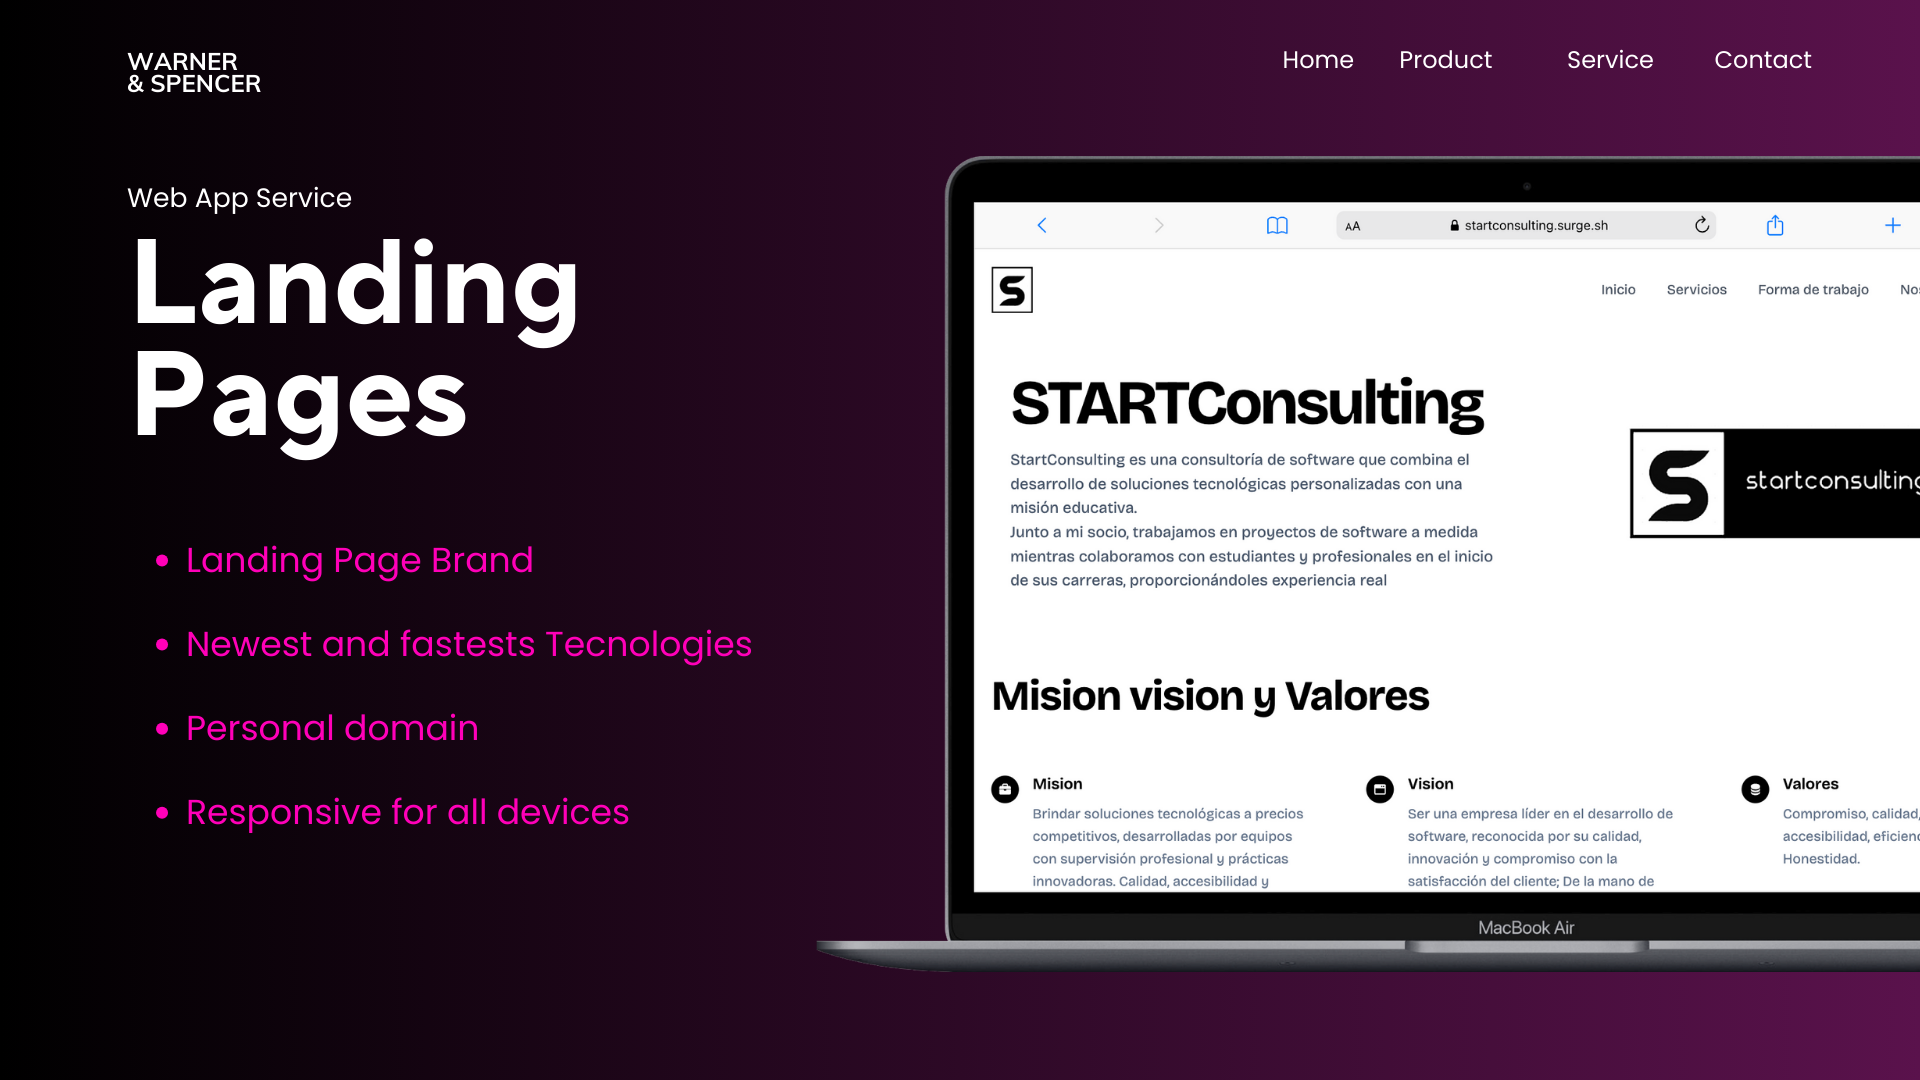 WARNER
& SPENCER
Home Product Service Contact
Web App Service
Landing
Pages
• Landing Page Brand
• Newest and fastests Tecnologies
• Personal domain
• Responsive for all devices
AA startconsulting.surge.sh
S
Inicio Servicios Forma de trabajo
STARTConsulting
StartConsulting es una consultoría de software que combina el
desarrollo de soluciones tecnológicas personalizadas con una
misión educativa.
Junto a mi socio, trabajamos en proyectos de software a medida
mientras colaboramos con estudiantes y profesionales en el inicio
de sus carreras, proporcionándoles experiencia real
S startconsulting
Mision vision y Valores
Mision
Brindar soluciones tecnológicas a precios
competitivos, desarrolladas por equipos
con supervisión profesional y prácticas
innovadoras. Calidad, accesibilidad y
Vision
Ser una empresa líder en el desarrollo de
software, reconocida por su calidad,
innovación y compromiso con la
satisfacción del cliente; De la mano de
Valores
Compromiso, calidad,
accesibilidad,
Honestidad.
MacBook Air